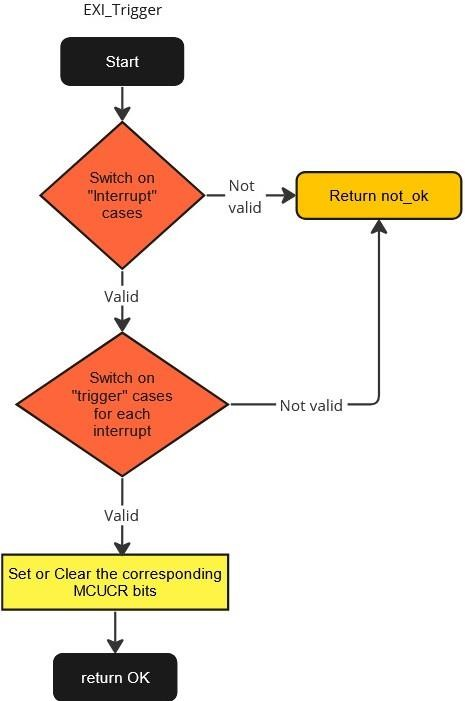 EXI_Trigger
Start
Switch on
"Interrupt"
cases
Not
valid
Return not_ok
Valid
Switch on
"trigger" cases
for each
interrupt
Not valid
Valid
Set or Clear the corresponding
MCUCR bits
return OK